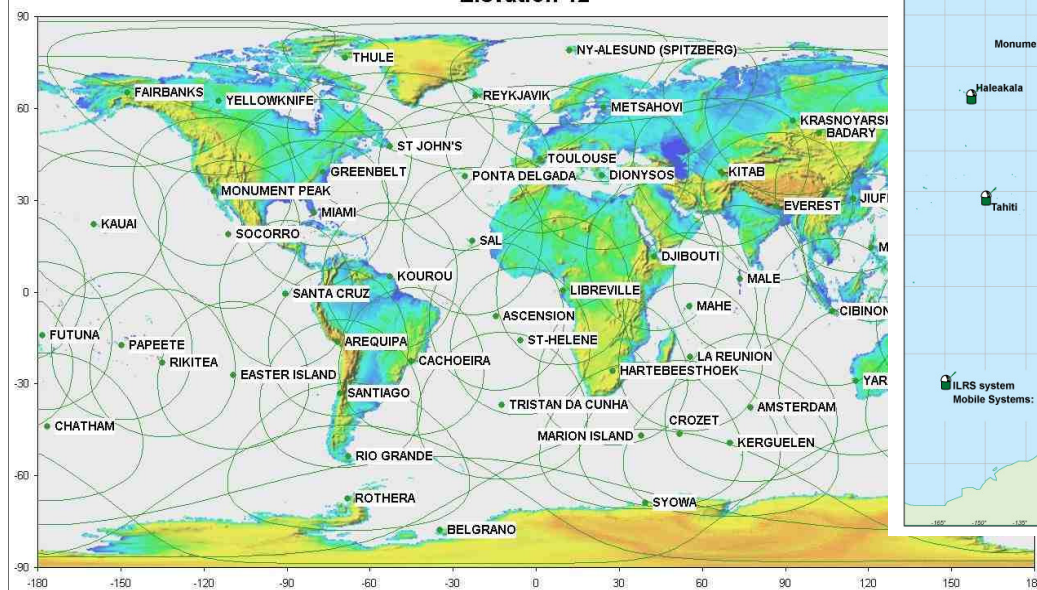 90
THULE
NY-ALESUND (SPITZBERG)
FAIRBANKS
YELLOWKNIFE
REYKJAVIK
METSAHOVI
60
KRASNOYARSK
BADARY
ST JOHN'S
TOULOUSE
GREENBELT
PONTA DELGADA
DIONYSOS
KITAB
MONUMENT PEAK
EVEREST
30
MIAMI
KAUAI
SOCORRO
SAL
DJIBOUTI
KOUROU
MALE
0
SANTA CRUZ
LIBREVILLE
MAHE
ASCENSION
CIBINON
FUTUNA
PAPEETE
AREQUIPA
ST-HELENE
RIKITEA
CACHOEIRA
LA REUNION
EASTER ISLAND
HARTEBEESTHOEK
-30
SANTIAGO
YAR
TRISTAN DA CUNHA
AMSTERDAM
CHATHAM
CROZET
MARION ISLAND
KERGUELEN
RIO GRANDE
-60
ROTHERA
SYOWA
BELGRANO
-90
-180 -150 -120 -90 -60 -30 0 30 60 90 120 150
Monume
Haleakala
Tahiti
ILRS system
Mobile Systems:
-165° -150° -135°